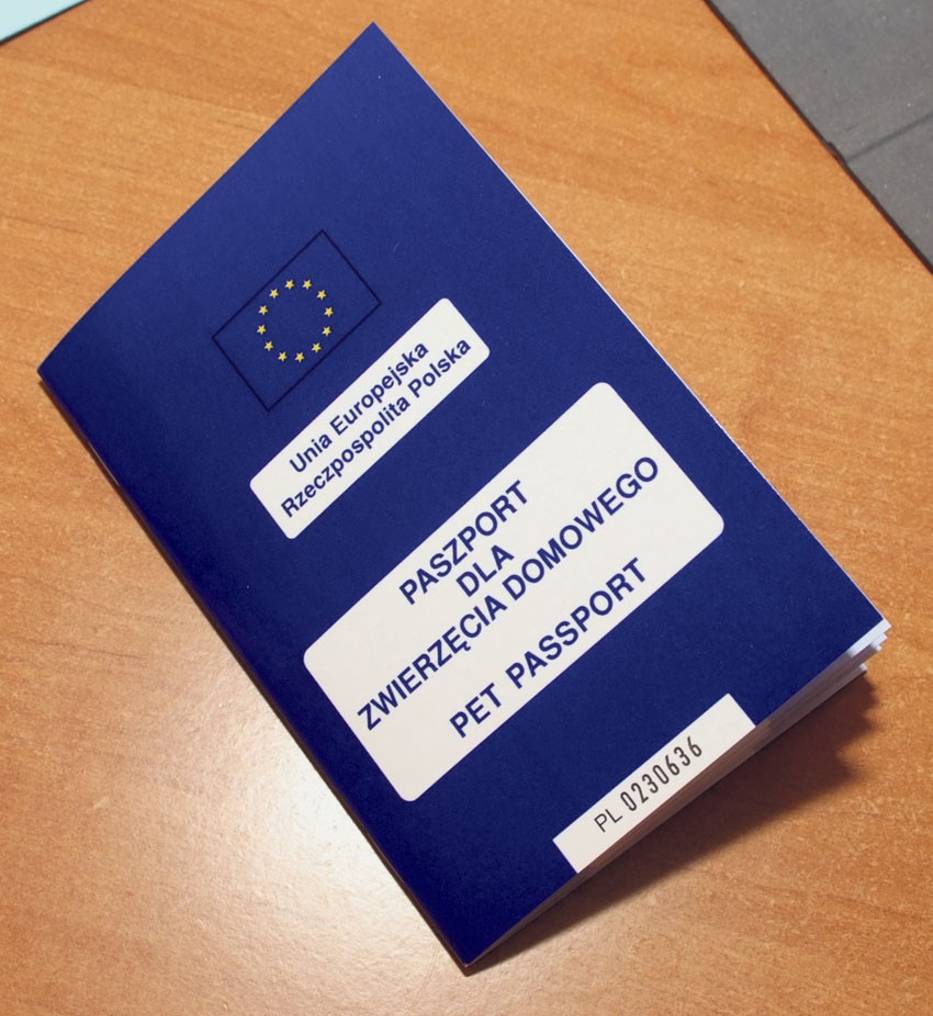 Unia Europejska
Rzeczpospolita Polska
PASZPORT
DLA
ZWIERZĘCIA DOMOWEGO
PET PASSPORT
PL 0230636